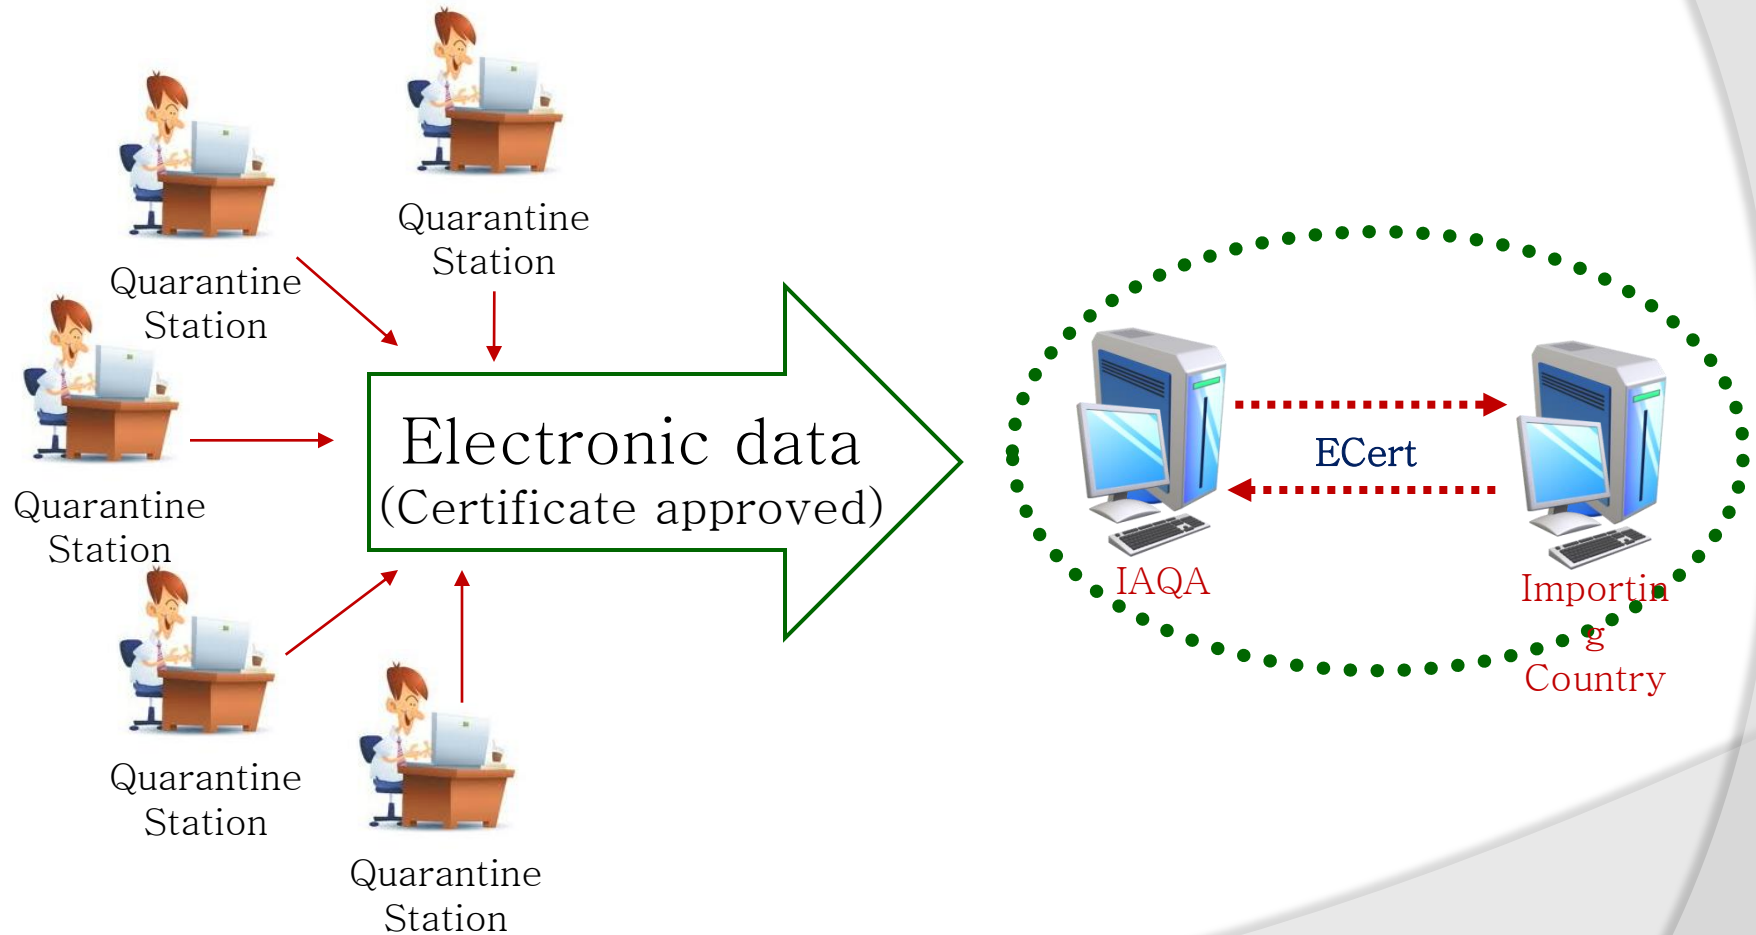 Quarantine
Station
Quarantine
Station
Quarantine
Station
Quarantine
Station
Quarantine
Station
Electronic data
(Certificate approved)
ECert
IAQA
Importin
g
Country